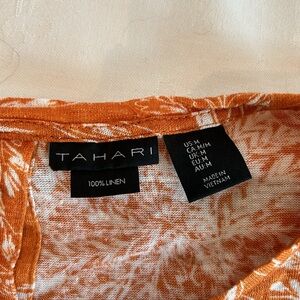 TAHARI
100% LINEN
US M
CA M/M
UK M
EU M
AU M
MADE IN
VIETNAM